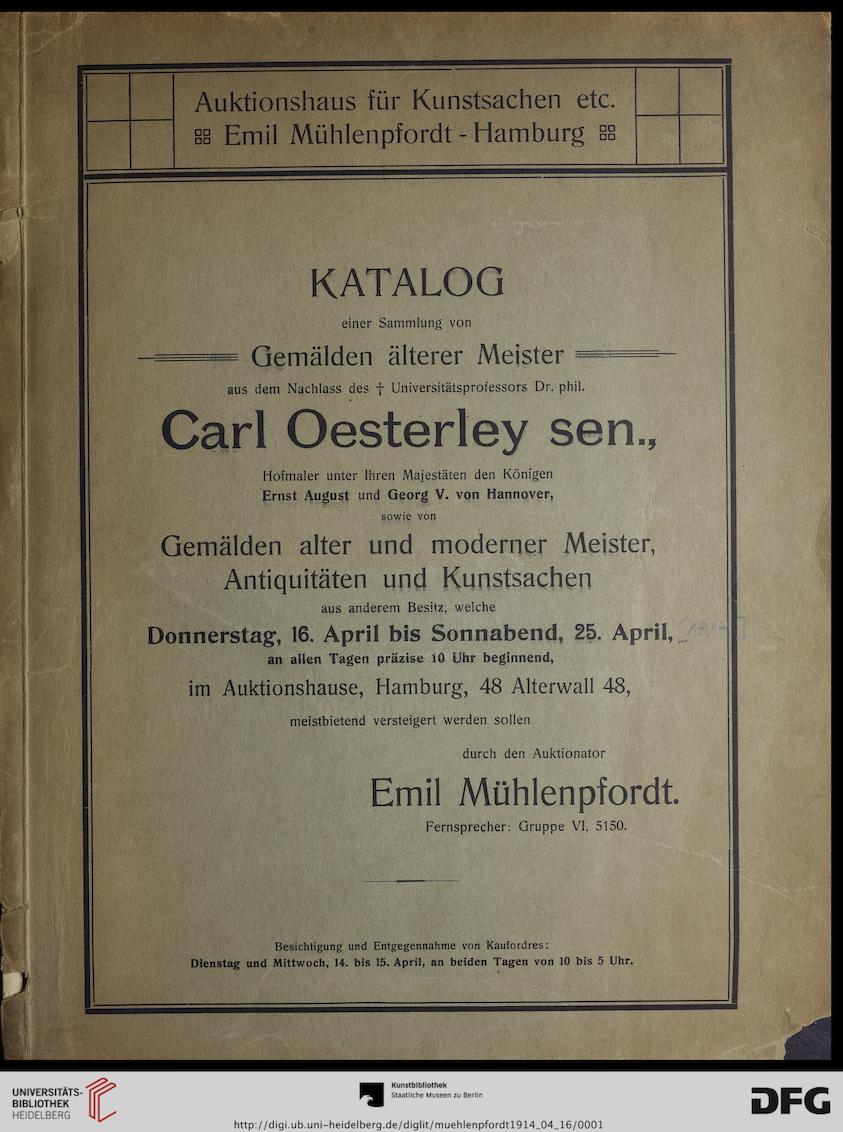 Auktionshaus für Kunstsachen etc.
Emil Mühlenpfordt - Hamburg
KATALOG
einer Sammlung von
Gemälden älterer Meister
aus dem Nachlass des † Universitätsprofessors Dr. phil.
Carl Oesterley sen.,
Hofmaler unter Ihren Majestäten den Königen
Ernst August und Georg V. von Hannover,
sowie von
Gemälden alter und moderner Meister,
Antiquitäten und Kunstsachen
aus anderem Besitz, welche
Donnerstag, 16. April bis Sonnabend, 25. April,
an allen Tagen präzise 10 Uhr beginnend,
im Auktionshause, Hamburg, 48 Alterwall 48,
meistbietend versteigert werden sollen
durch den Auktionator
Emil Mühlenpfordt.
Fernsprecher: Gruppe VI, 5150.
Besichtigung und Entgegennahme von Kaufordres:
Dienstag und Mittwoch, 14. bis 15. April, an beiden Tagen von 10 bis 5 Uhr.
UNIVERSITÄTS-
BIBLIOTHEK
HEIDELBERG
Kunstbibliothek
Staatliche Museen zu Berlin
DFG
http://digi.ub.uni-heidelberg.de/diglit/muehlenpfordt1914_04_16/0001